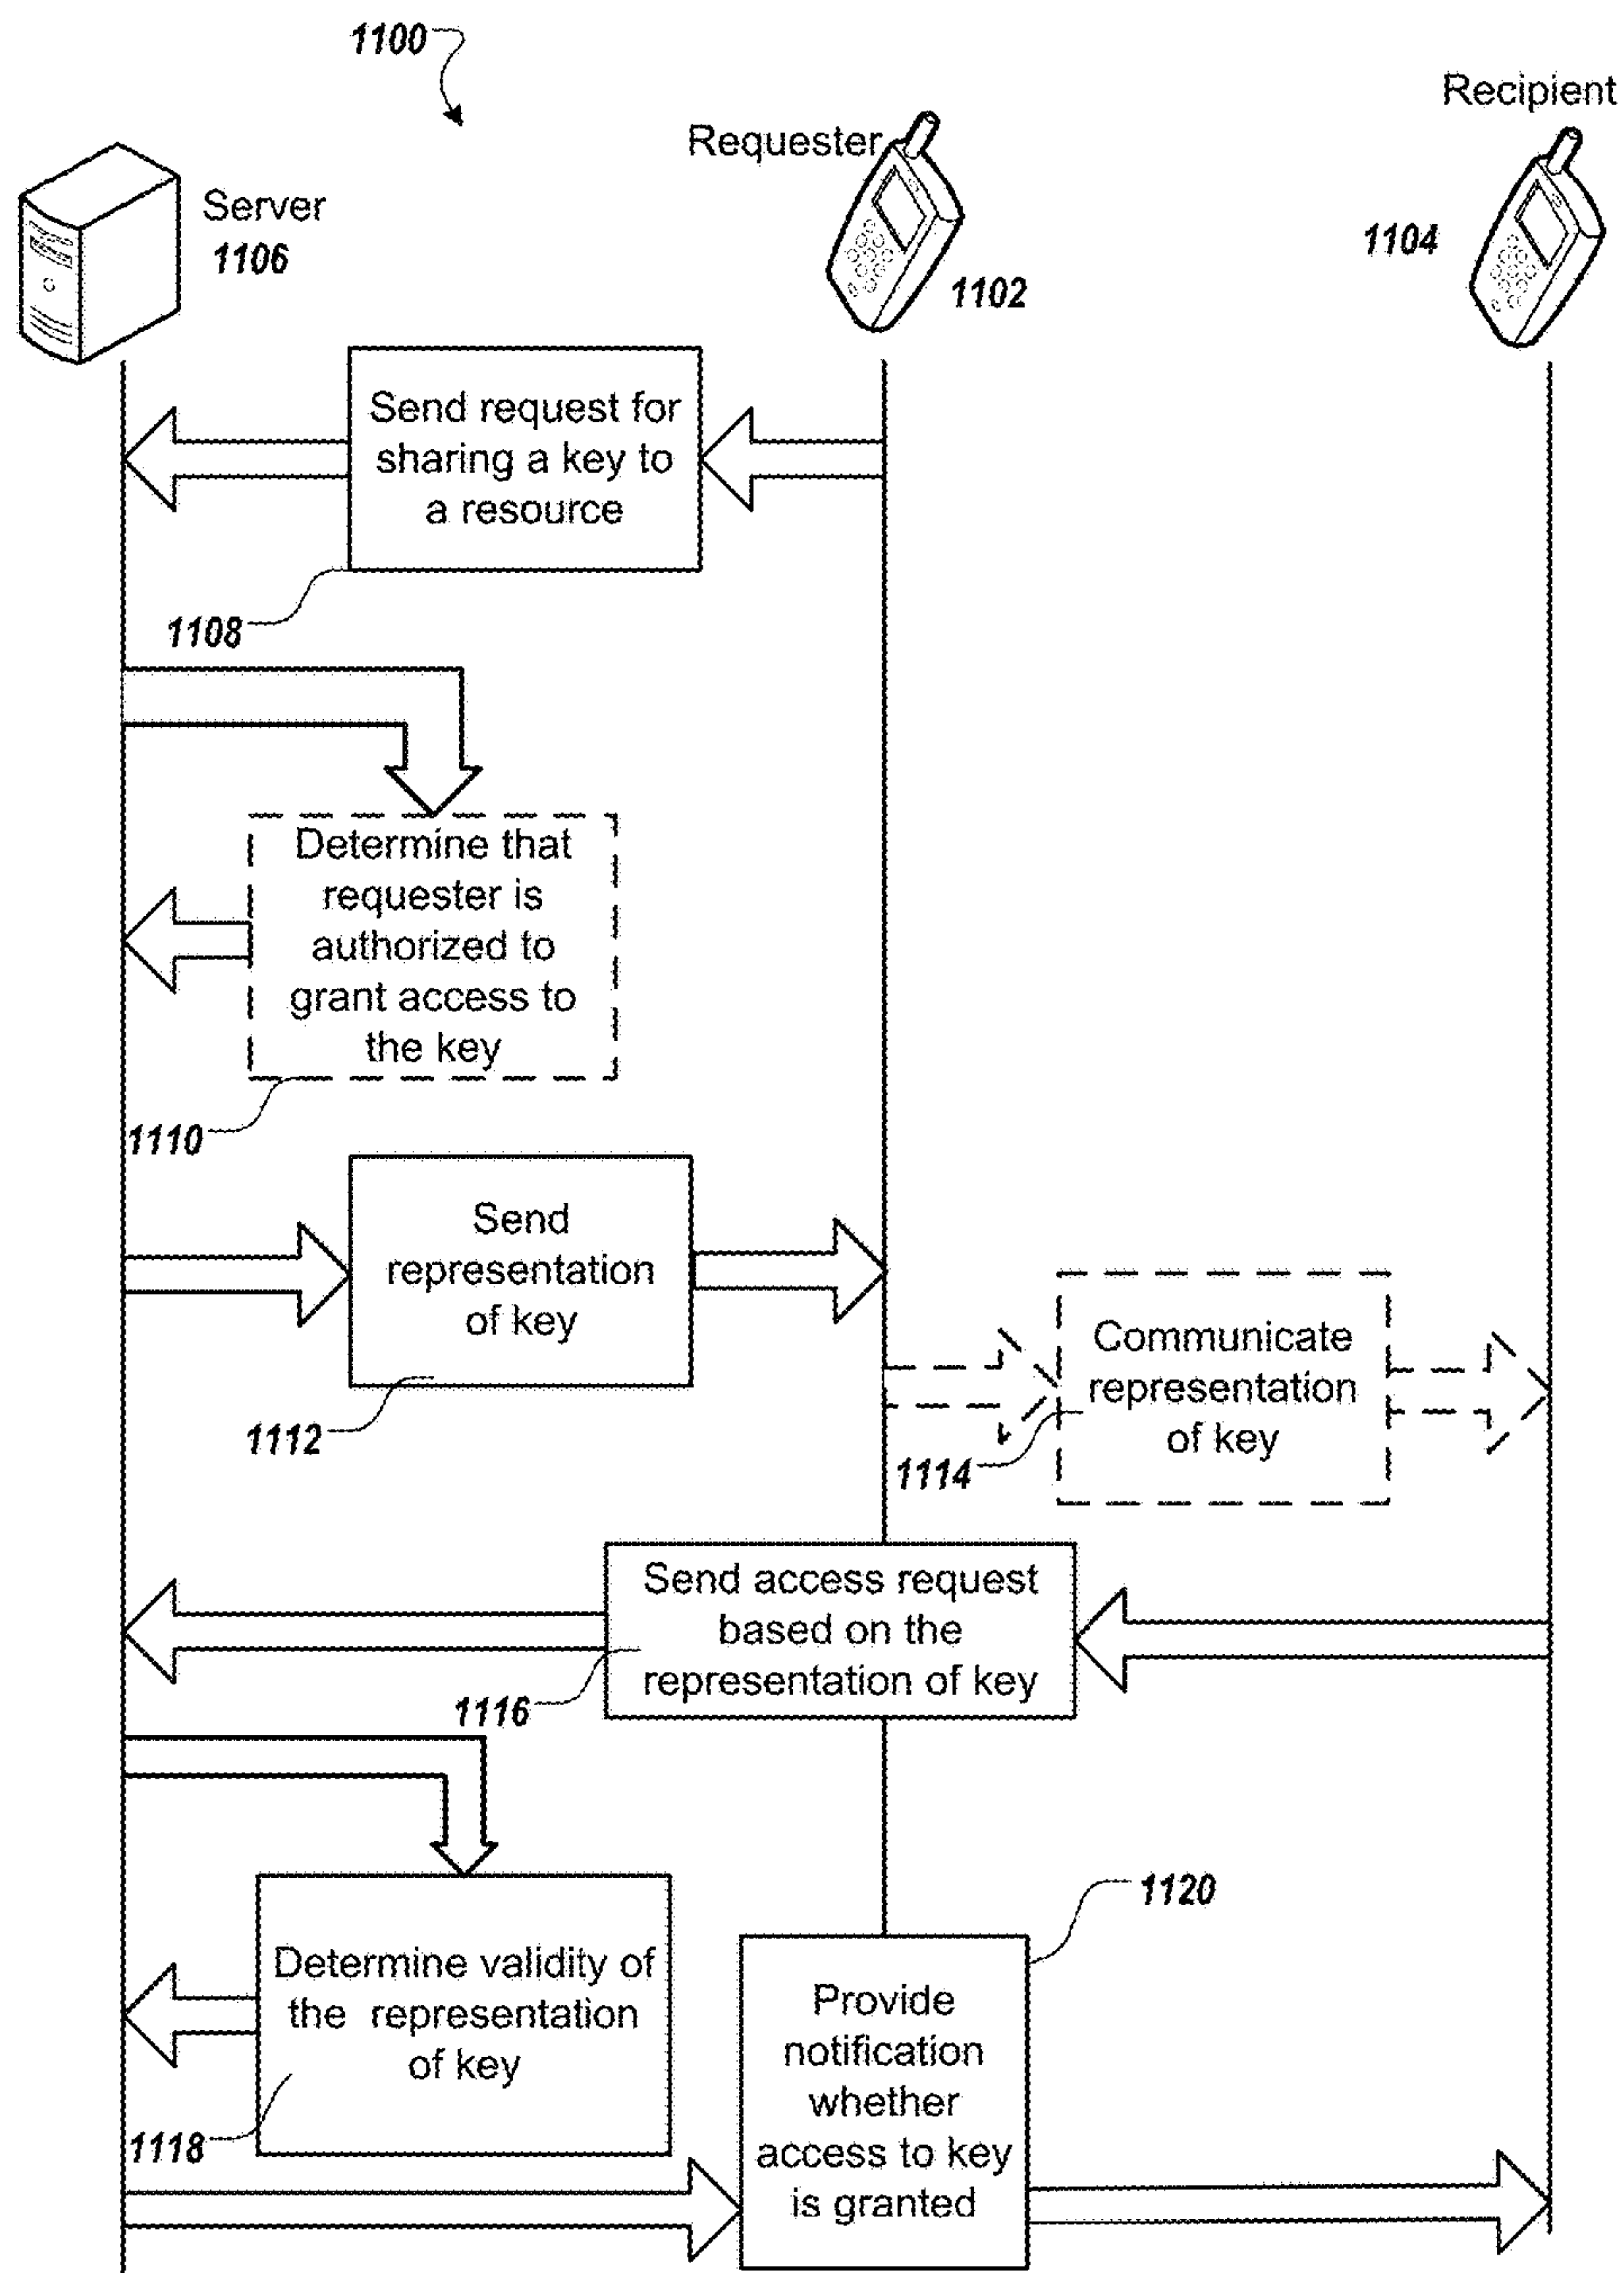 1100
Recipient
Requester
Server
1106
1104
1102
Send request for
sharing a key to
a resource
1108
Determine that
requester is
authorized to
grant access to
the key
1110
Send
representation
of key
1112
Communicate
representation
of key
1114
Send access request
based on the
representation of key
1116
1120
Determine validity of
the representation
of key
1118
Provide
notification
whether
access to key
is granted